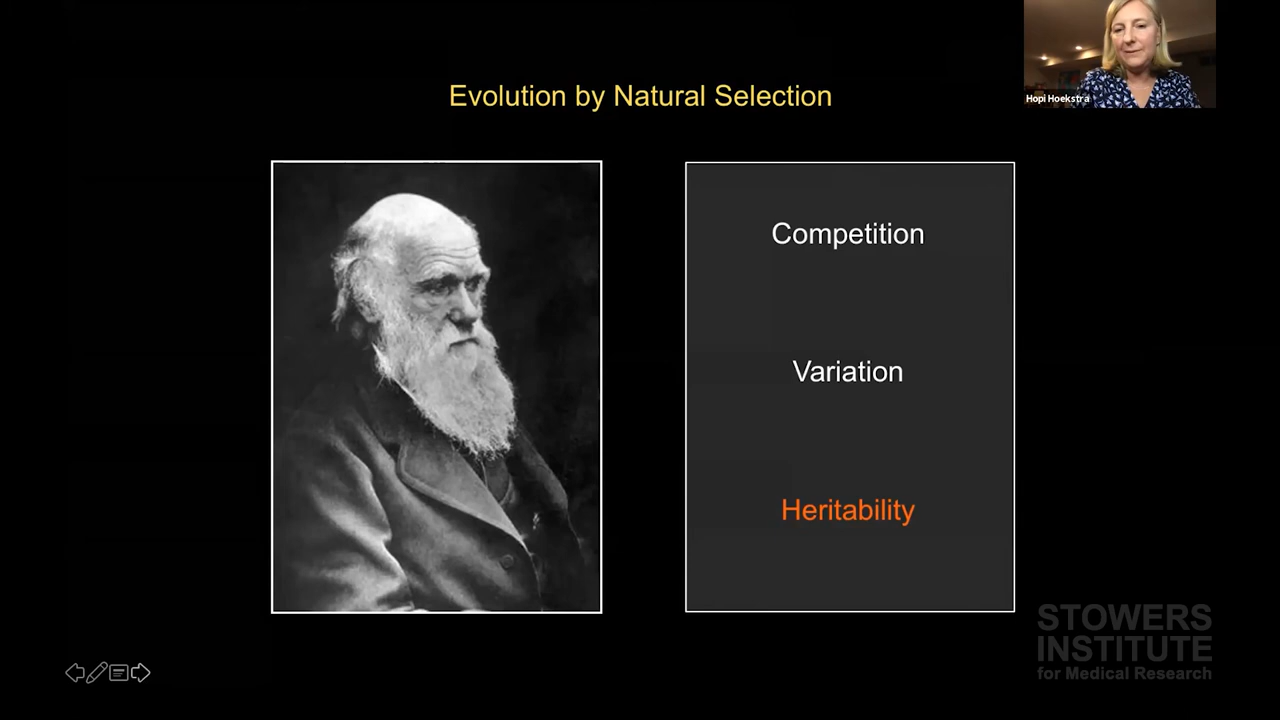 Hopi Hoekstra
Evolution by Natural Selection
Competition
Variation
Heritability
STOWERS
INSTITUTE
for Medical Research